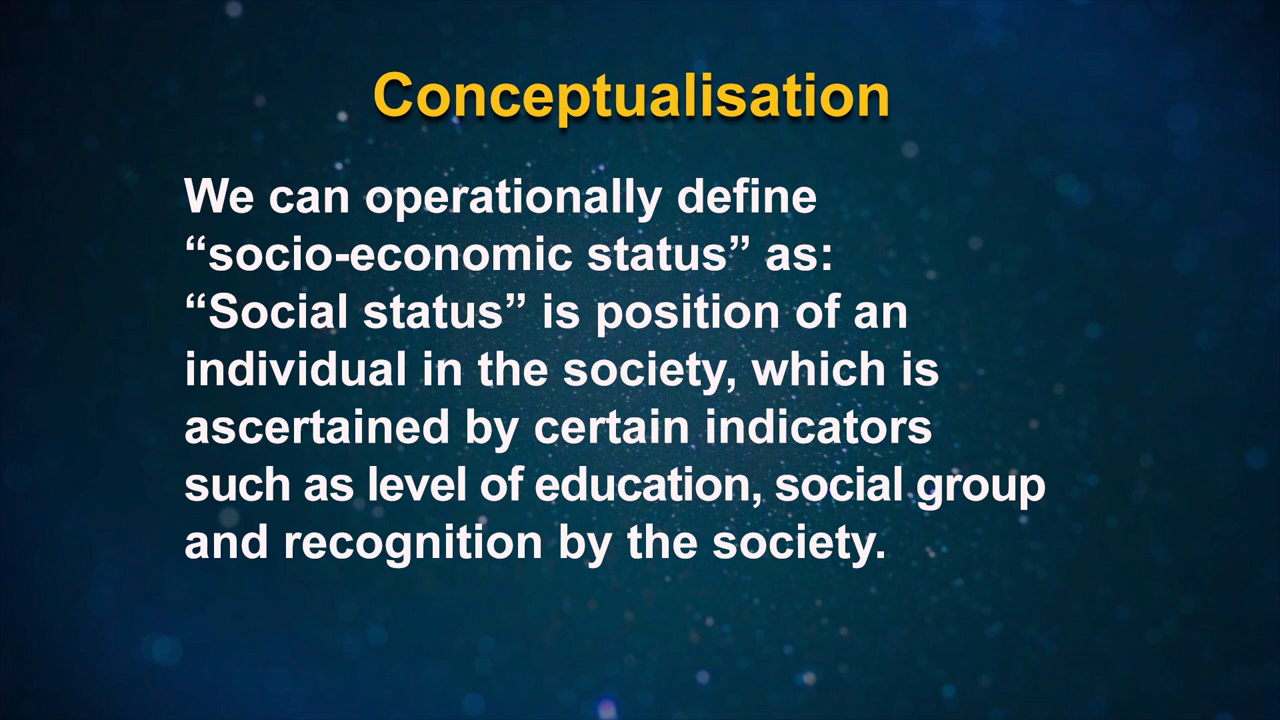 Conceptualisation
We can operationally define
“socio-economic status” as:
“Social status” is position of an
individual in the society, which is
ascertained by certain indicators
such as level of education, social group
and recognition by the society.